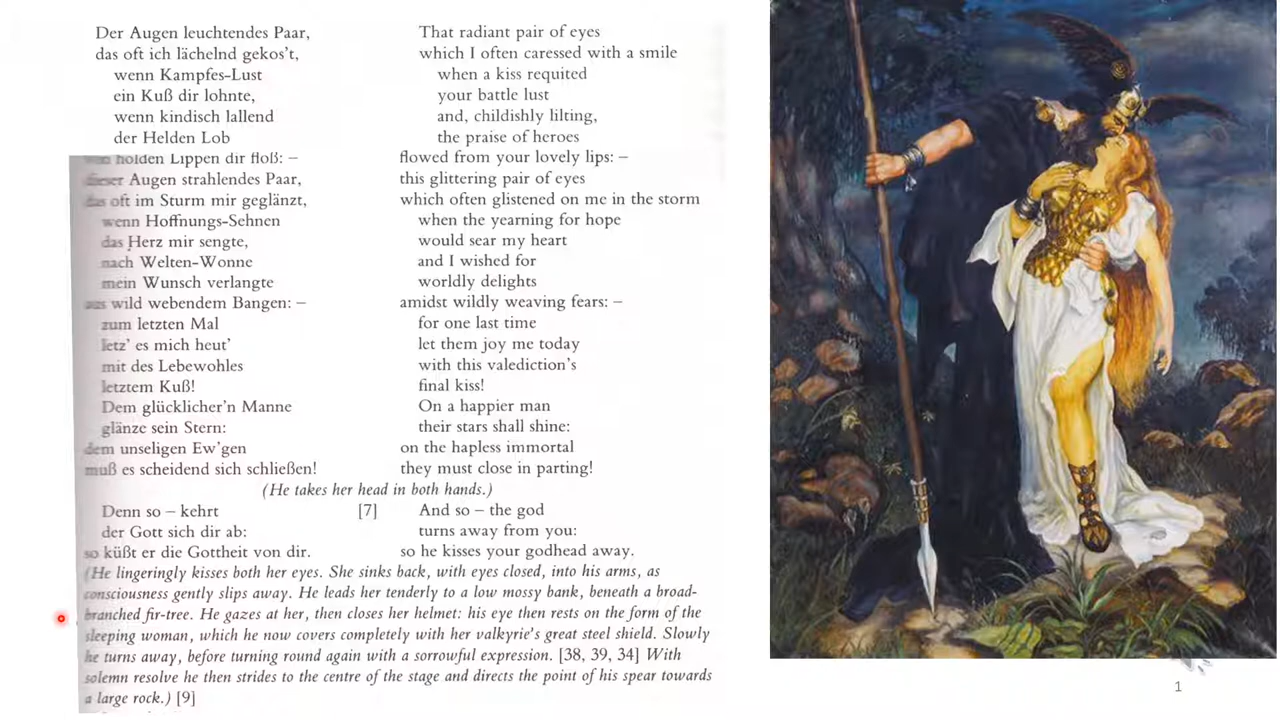 Der Augen leuchtendes Paar,
das oft ich lächelnd gekos't,
wenn Kampfes-Lust
ein Kuß dir lohnte,
wenn kindisch lallend
der Helden Lob
von holden Lippen dir floß: –
dieser Augen strahlendes Paar,
das oft im Sturm mir geglänzt,
wenn Hoffnungs-Sehnen
das Herz mir sengte,
nach Welten-Wonne
mein Wunsch verlangte
aus wild webendem Bangen: –
zum letzten Mal
letz' es mich heut'
mit des Lebewohles
letztem Kuß!
Dem glücklicher'n Manne
glänze sein Stern:
dem unseligen Ew'gen
muß es scheidend sich schließen!
That radiant pair of eyes
which I often caressed with a smile
when a kiss requited
your battle lust
and, childishly lilting,
the praise of heroes
flowed from your lovely lips: –
this glittering pair of eyes
which often glistened on me in the storm
when the yearning for hope
would sear my heart
and I wished for
worldly delights
amidst wildly weaving fears: –
for one last time
let them joy me today
with this valediction's
final kiss!
On a happier man
their stars shall shine:
on the hapless immortal
they must close in parting!
(He takes her head in both hands.)
Denn so – kehrt
der Gott sich dir ab:
so küßt er die Gottheit von dir.
[7]
And so – the god
turns away from you:
so he kisses your godhead away.
(He lingeringly kisses both her eyes. She sinks back, with eyes closed, into his arms, as
consciousness gently slips away. He leads her tenderly to a low mossy bank, beneath a broad-
branched fir-tree. He gazes at her, then closes her helmet: his eye then rests on the form of the
sleeping woman, which he now covers completely with her valkyrie's great steel shield. Slowly
he turns away, before turning round again with a sorrowful expression. [38, 39, 34] With
solemn resolve he then strides to the centre of the stage and directs the point of his spear towards
a large rock.) [9]
1